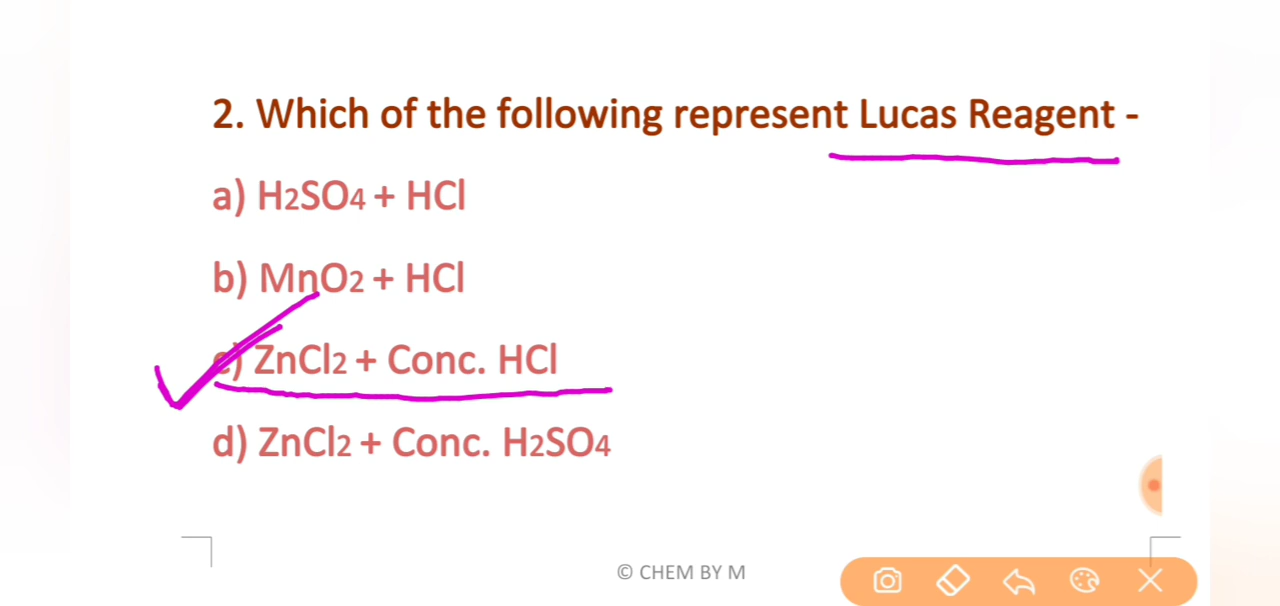 2. Which of the following represent Lucas Reagent -
a) H2SO4 + HCl
b) MnO2 + HCl
c) ZnCl2 + Conc. HCl
d) ZnCl2 + Conc. H2SO4
© CHEM BY M